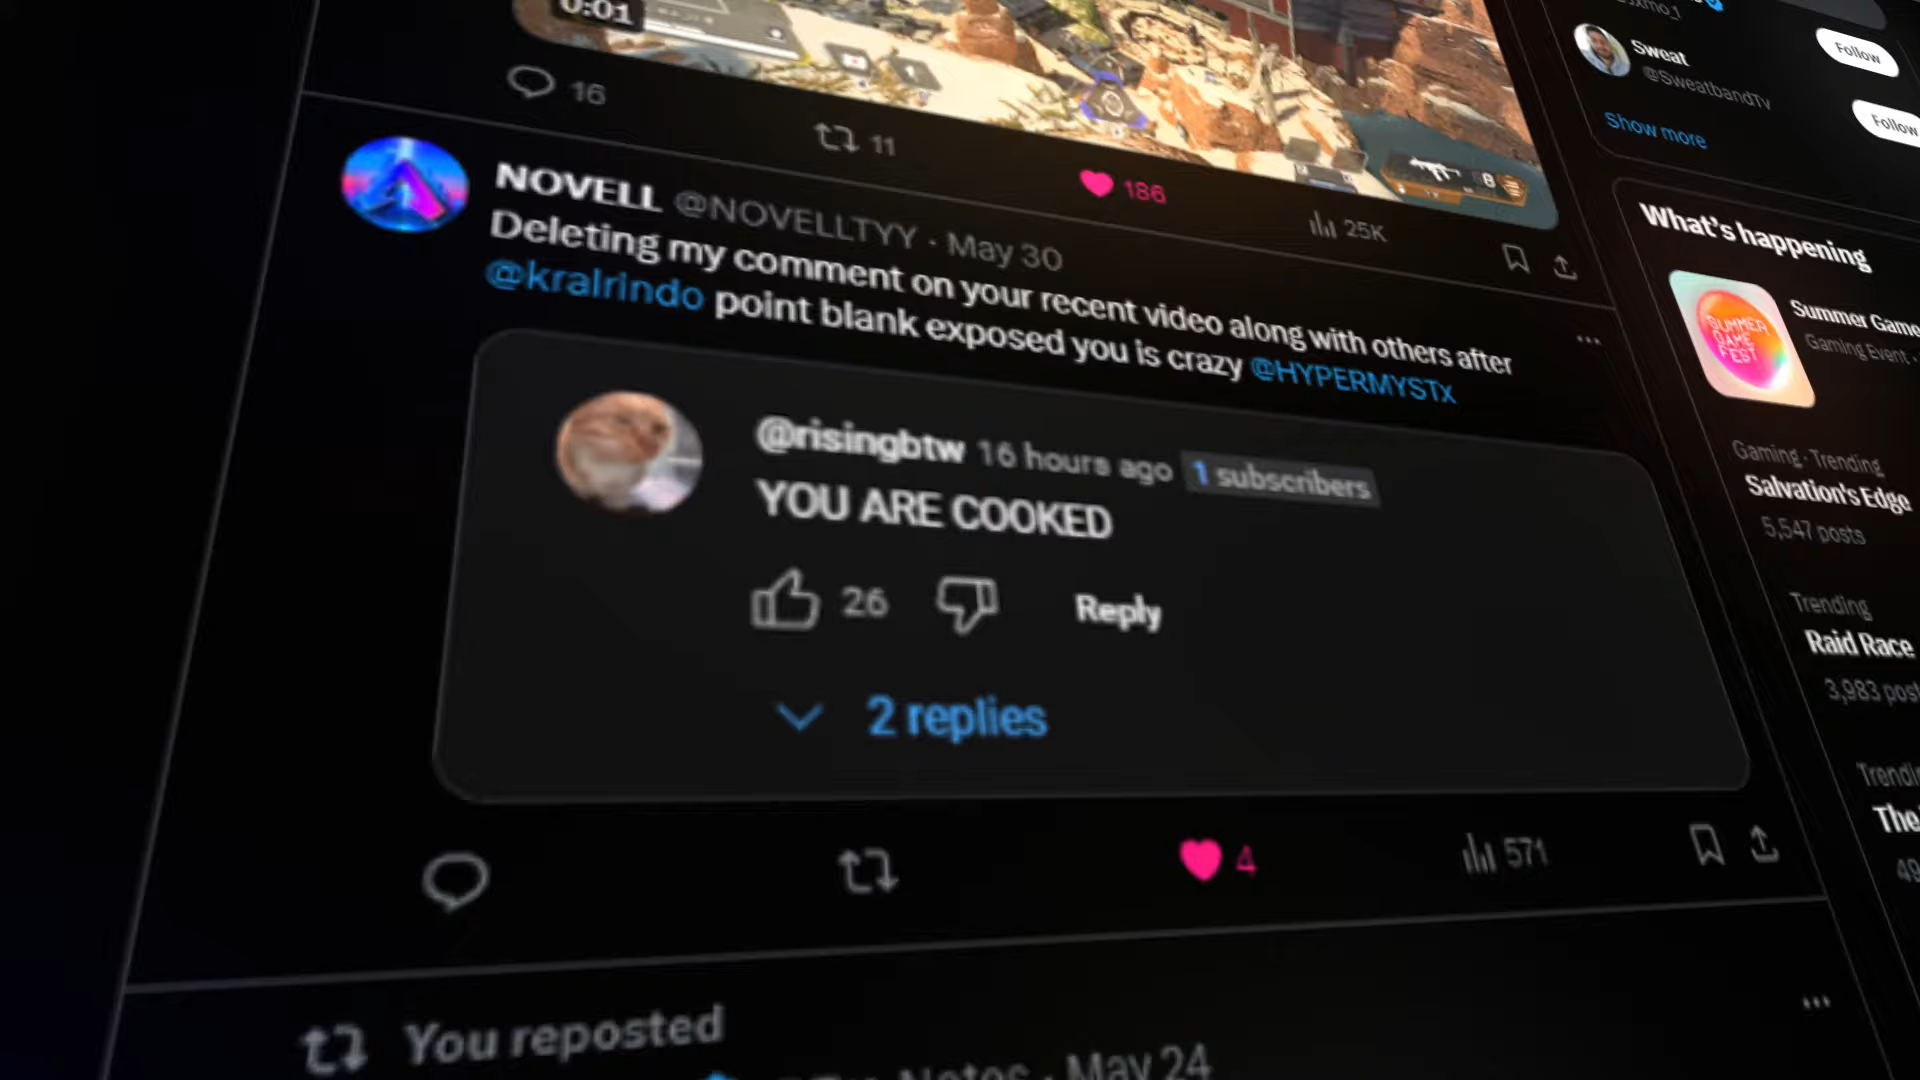 0:01
16
11
186
25K
NOVELL @NOVELLTYY · May 30
Deleting my comment on your recent video along with others after
@kralrindo point blank exposed you is crazy @HYPERMYSTX
@risingbtw 16 hours ago 1 subscribers
YOU ARE COOKED
26
Reply
2 replies
4
571
You reposted
Notes · May 24
Sweat
Follow
@SweatbandTv
Follow
Show more
What's happening
SUMMER
GAME
FEST
Summer Game
Gaming Event ·
Gaming · Trending
Salvation's Edge
5,547 posts
Trending
Raid Race
3,983 post
Trendi
The
49